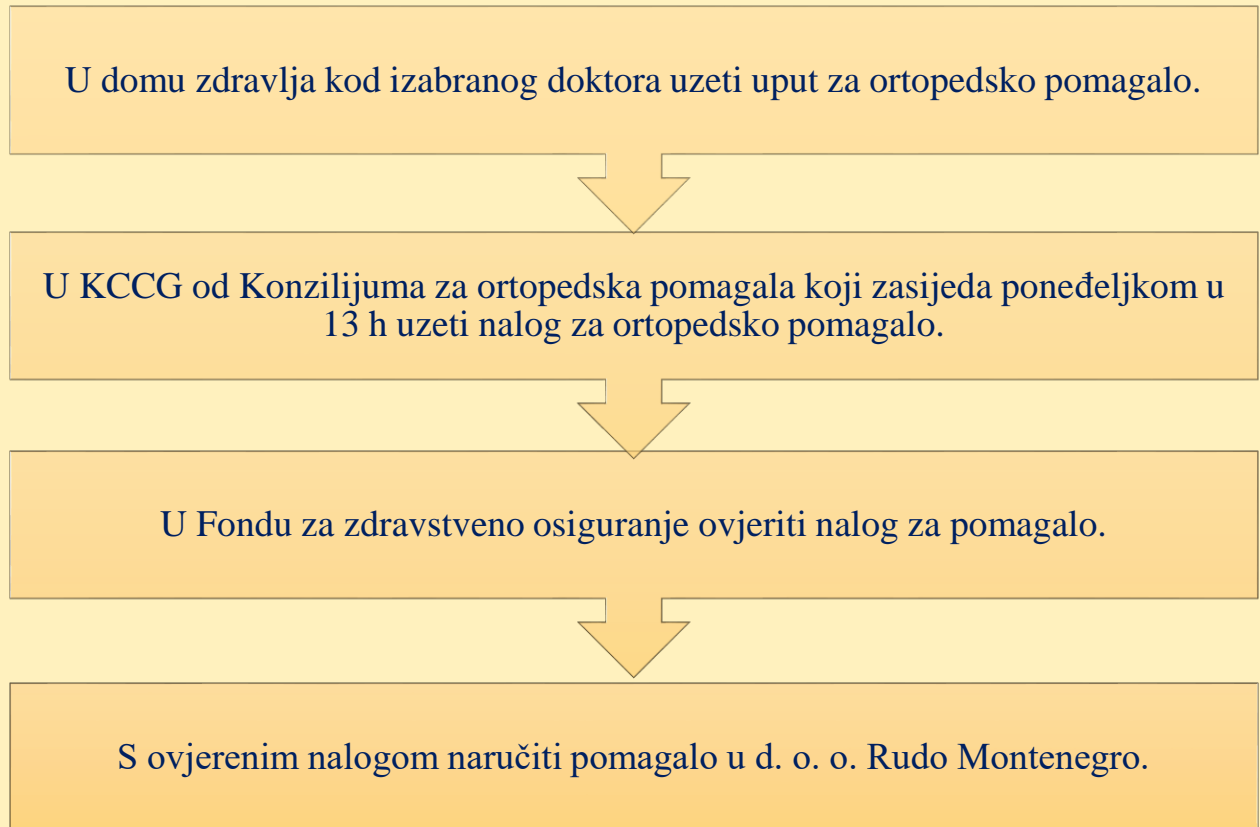 U domu zdravlja kod izabranog doktora uzeti uput za ortopedsko pomagalo.
U KCCG od Konzilijuma za ortopedska pomagala koji zasijeda poneđeljkom u
13 h uzeti nalog za ortopedsko pomagalo.
U Fondu za zdravstveno osiguranje ovjeriti nalog za pomagalo.
S ovjerenim nalogom naručiti pomagalo u d. o. o. Rudo Montenegro.